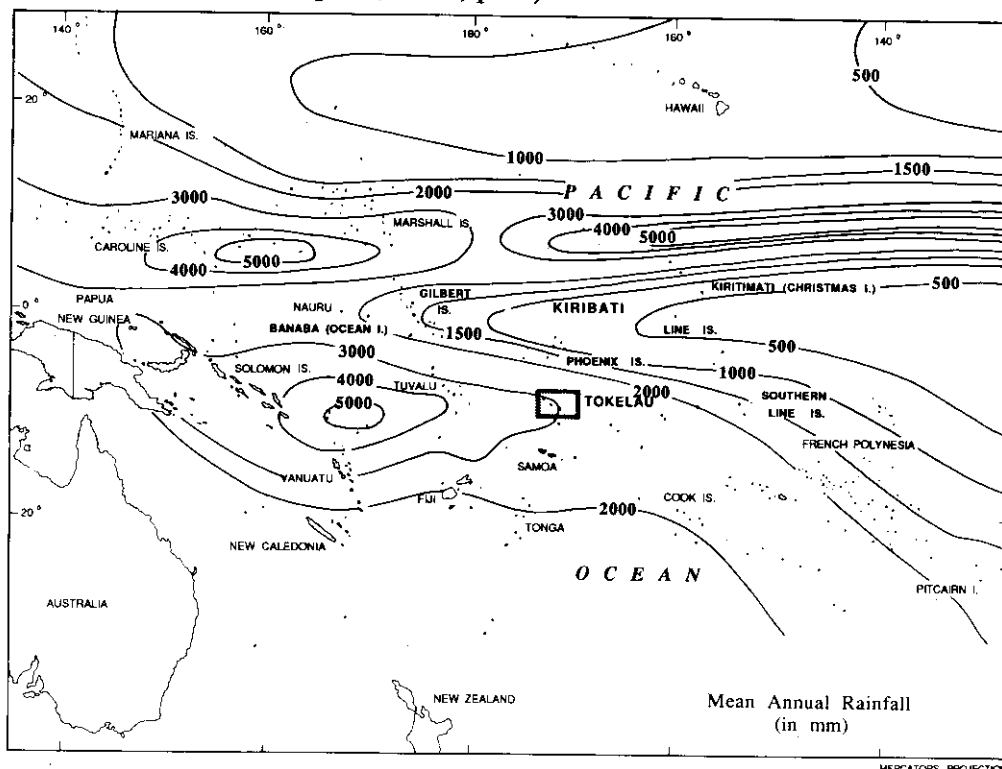 140°
160°
180
160°
140°
500
20°
HAWAII
MARIANA IS.
1000
1500
3000
2000
PACIFIC
3000
MARSHALL IS.
4000
CAROLINE IS.
5000
5000
4000
PAPUA
NEW GUINEA
0°
NAURU
GILBERT
IS.
KIRIBATI
KIRITIMATI (CHRISTMAS I.)
500
BANABA (OCEAN I.)
1500
LINE IS.
3000
PHOENIX IS.
500
SOLOMON IS.
4000
TUVALU
1000
5000
TOKELAU
2000
SOUTHERN
LINE IS.
FRENCH POLYNESIA
SAMOA
VANUATU
FIJI
COOK IS.
2000
20°
TONGA
NEW CALEDONIA
OCEAN
PITCAIRN I.
AUSTRALIA
NEW ZEALAND
Mean Annual Rainfall
(in mm)
MERCATORS PROJECTION